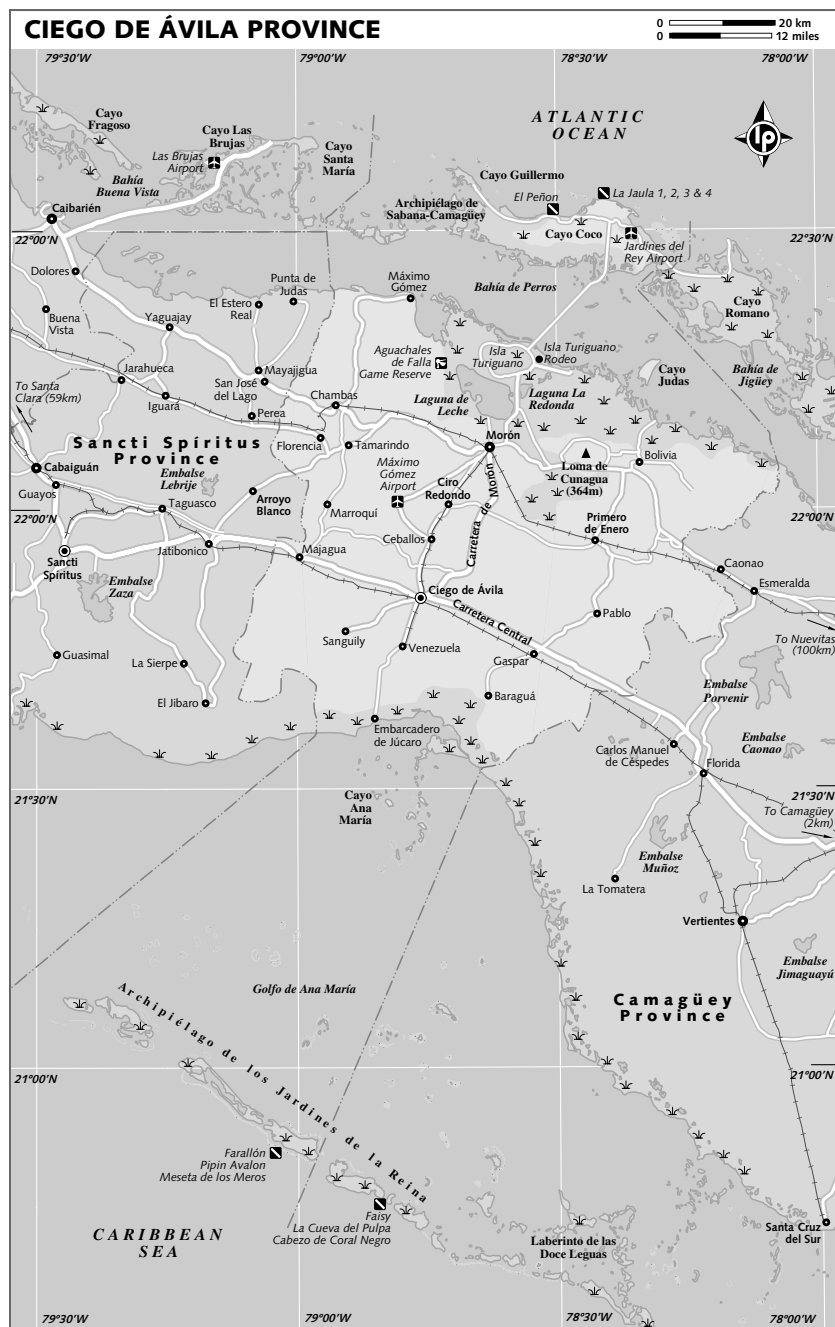 CIEGO DE ÁVILA PROVINCE
0 20 km
0 12 miles
79°30'W
79°00'W
78°30'W
78°00'W
Cayo
Fragoso
Cayo Las
Brujas
Las Brujas
Airport
Bahía
Buena Vista
Cayo
Santa
María
ATLANTIC
OCEAN
lp
Cayo Guillermo
El Peñon
La Jaula 1, 2, 3 & 4
Archipiélago de
Sabana-Camagüey
Cayo Coco
Jardines del
Rey Airport
Caibarién
22°00'N
22°30'N
Dolores
Buena
Vista
Yaguajay
El Estero
Real
Punta de
Judas
Máximo
Gómez
Bahía de Perros
Cayo
Romano
Bahía de
Jigüey
Isla
Turiguano
Isla Turiguano
Rodeo
Cayo
Judas
Aguachales
de Falla
Game Reserve
Laguna de
Leche
Laguna La
Redonda
Jarahueca
To Santa
Clara (59km)
Iguará
Mayajigua
San José
del Lago
Perea
Chambas
Florencia
Tamarindo
Morón
Loma de
Cunagua
(364m)
Bolivia
Sancti Spíritus
Province
Cabaiguán
Guayos
Embalse
Lebrije
Taguasco
Arroyo
Blanco
Marroquí
Máximo
Gómez
Airport
Ciro
Redondo
Carretera de Morón
22°00'N
22°00'N
Primero
de Enero
Sancti
Spíritus
Jatibonico
Majagua
Ceballos
Caonao
Esmeralda
Embalse
Zaza
Ciego de Ávila
Carretera Central
Pablo
To Nuevitas
(100km)
Sanguily
Venezuela
Gaspar
Guasimal
La Sierpe
El Jíbaro
Baraguá
Embalse
Porvenir
Embarcadero
de Júcaro
Carlos Manuel
de Céspedes
Embalse
Caonao
Florida
21°30'N
21°30'N
Cayo
Ana
María
To Camagüey
(2km)
Embalse
Muñoz
La Tomatera
Vertientes
Embalse
Jimaguayú
Golfo de Ana María
Camagüey
Province
Archipiélago de los Jardines de la Reina
21°00'N
21°00'N
Farallón
Pipin Avalon
Meseta de los Meros
Faisy
La Cueva del Pulpa
Cabezo de Coral Negro
CARIBBEAN
SEA
Laberinto de las
Doce Leguas
Santa Cruz
del Sur
79°30'W
79°00'W
78°30'W
78°00'W